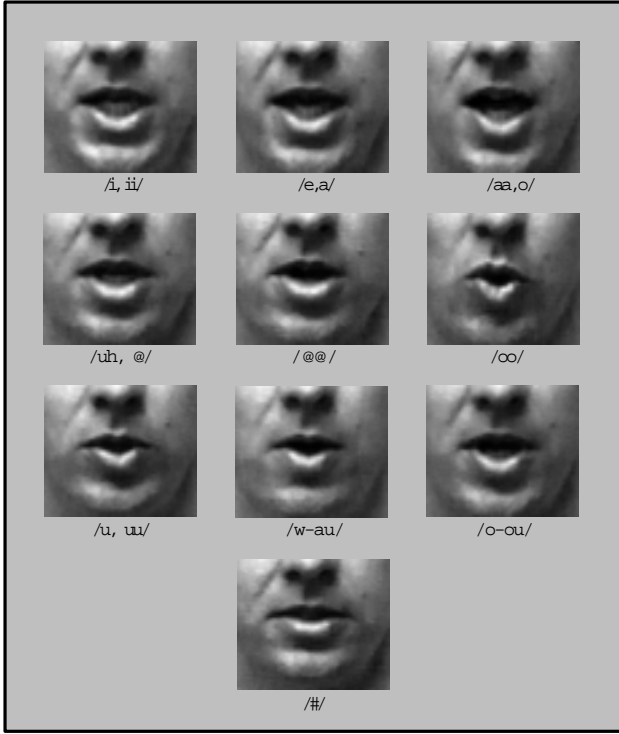 /i, ii/ /e,a/ /aa,o/
/uh, @/ /@@/ /oo/
/u, uu/ /w-au/ /o-ou/
/#/